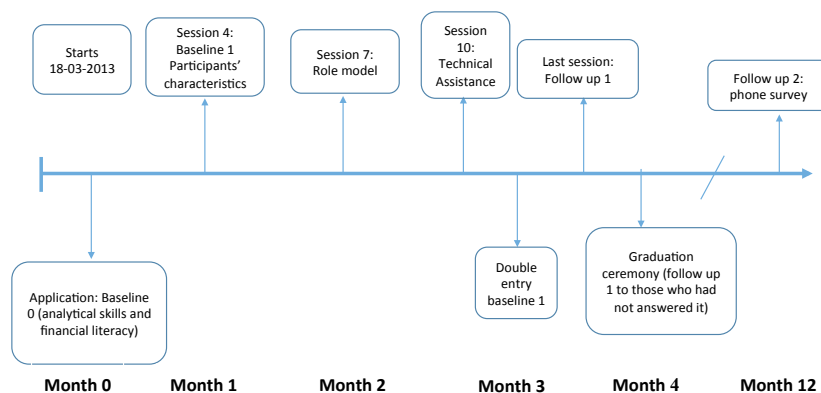 Starts
18-03-2013
Session 4:
Baseline 1
Participants'
characteristics
Session 7:
Role model
Session
10:
Technical
Assistance
Last session:
Follow up 1
Follow up 2:
phone survey
Application: Baseline
0 (analytical skills and
financial literacy)
Double
entry
baseline 1
Graduation
ceremony (follow up
1 to those who had
not answered it)
Month 0
Month 1
Month 2
Month 3
Month 4
Month 12